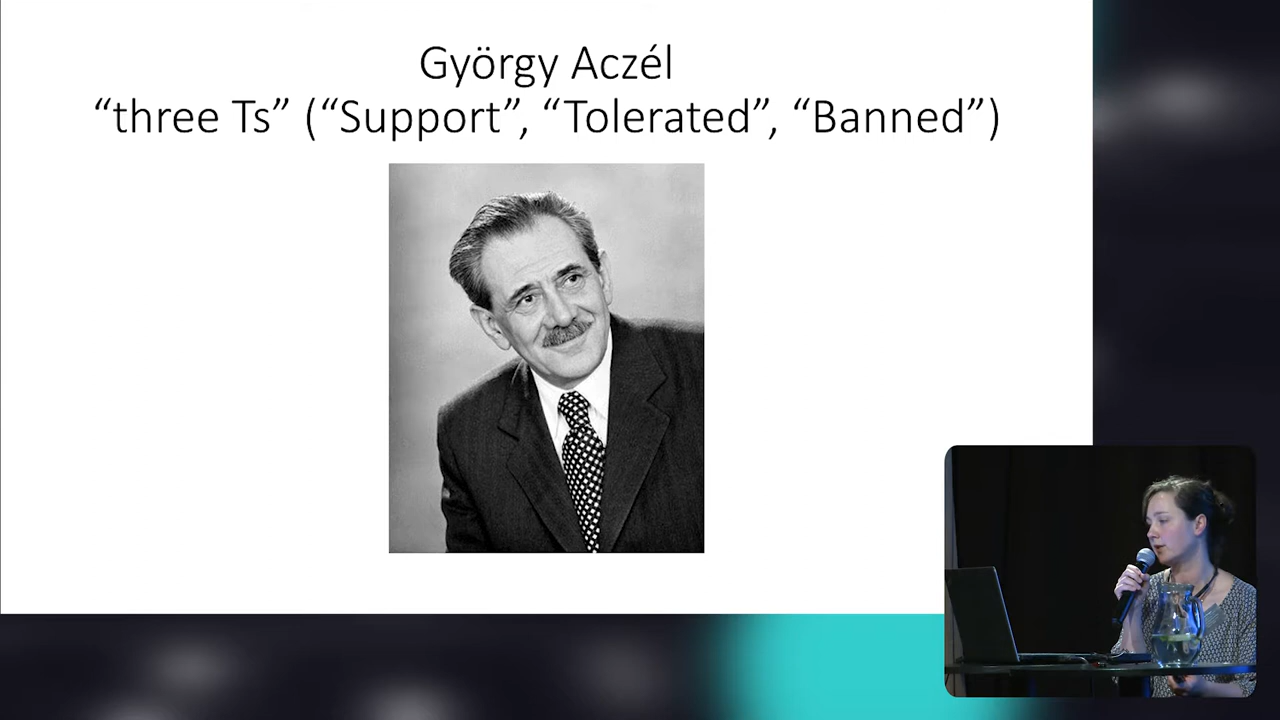 György Aczél
“three Ts” (“Support”, “Tolerated”, “Banned”)